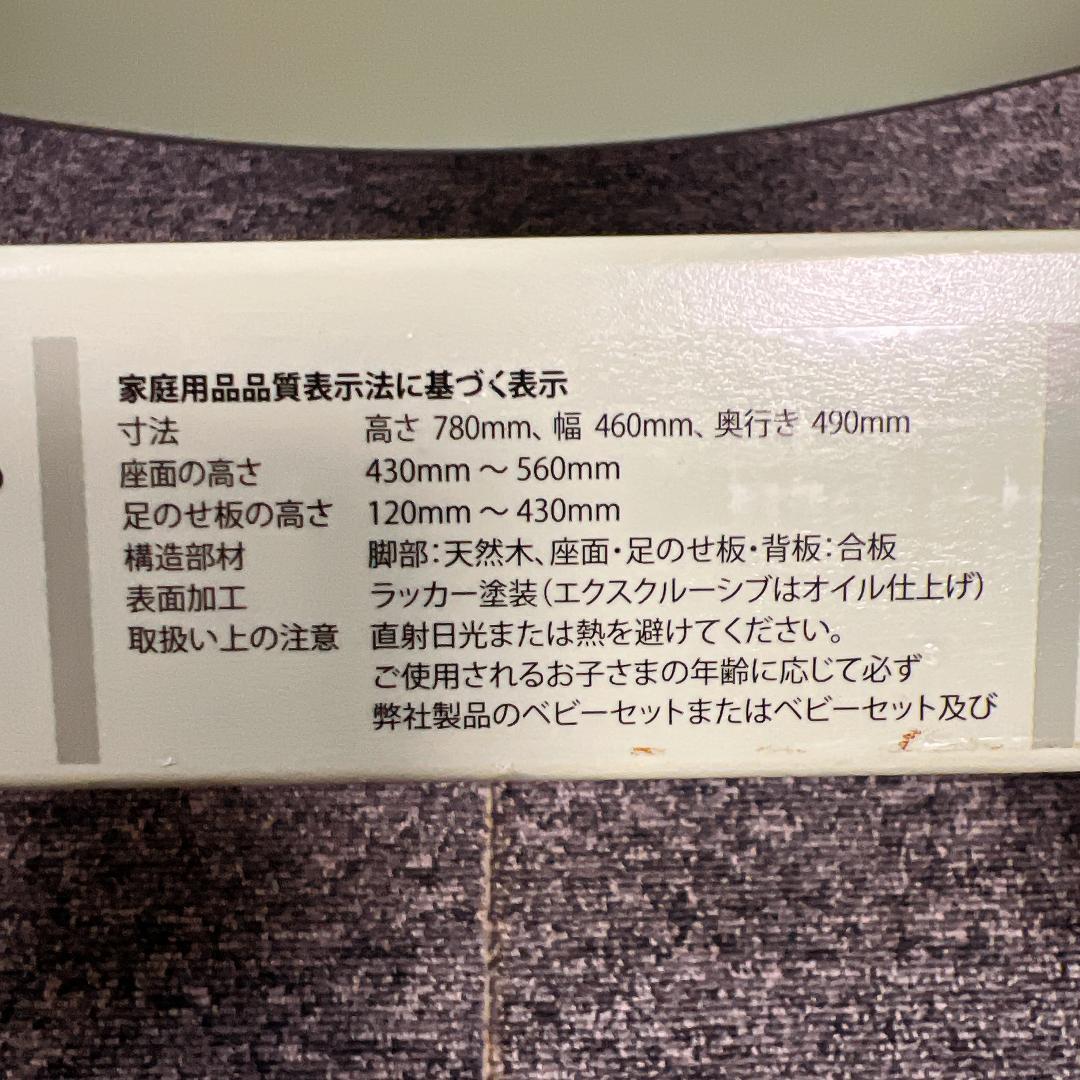 家庭用品品質表示法に基づく表示
寸法 高さ 780mm、幅 460mm、奥行き 490mm
座面の高さ 430mm ～ 560mm
足のせ板の高さ 120mm ～ 430mm
構造部材 脚部：天然木、座面・足のせ板・背板：合板
表面加工 ラッカー塗装（エクスクルーシブはオイル仕上げ）
取扱い上の注意 直射日光または熱を避けてください。
ご使用されるお子さまの年齢に応じて必ず
弊社製品のベビーセットまたはベビーセット及び